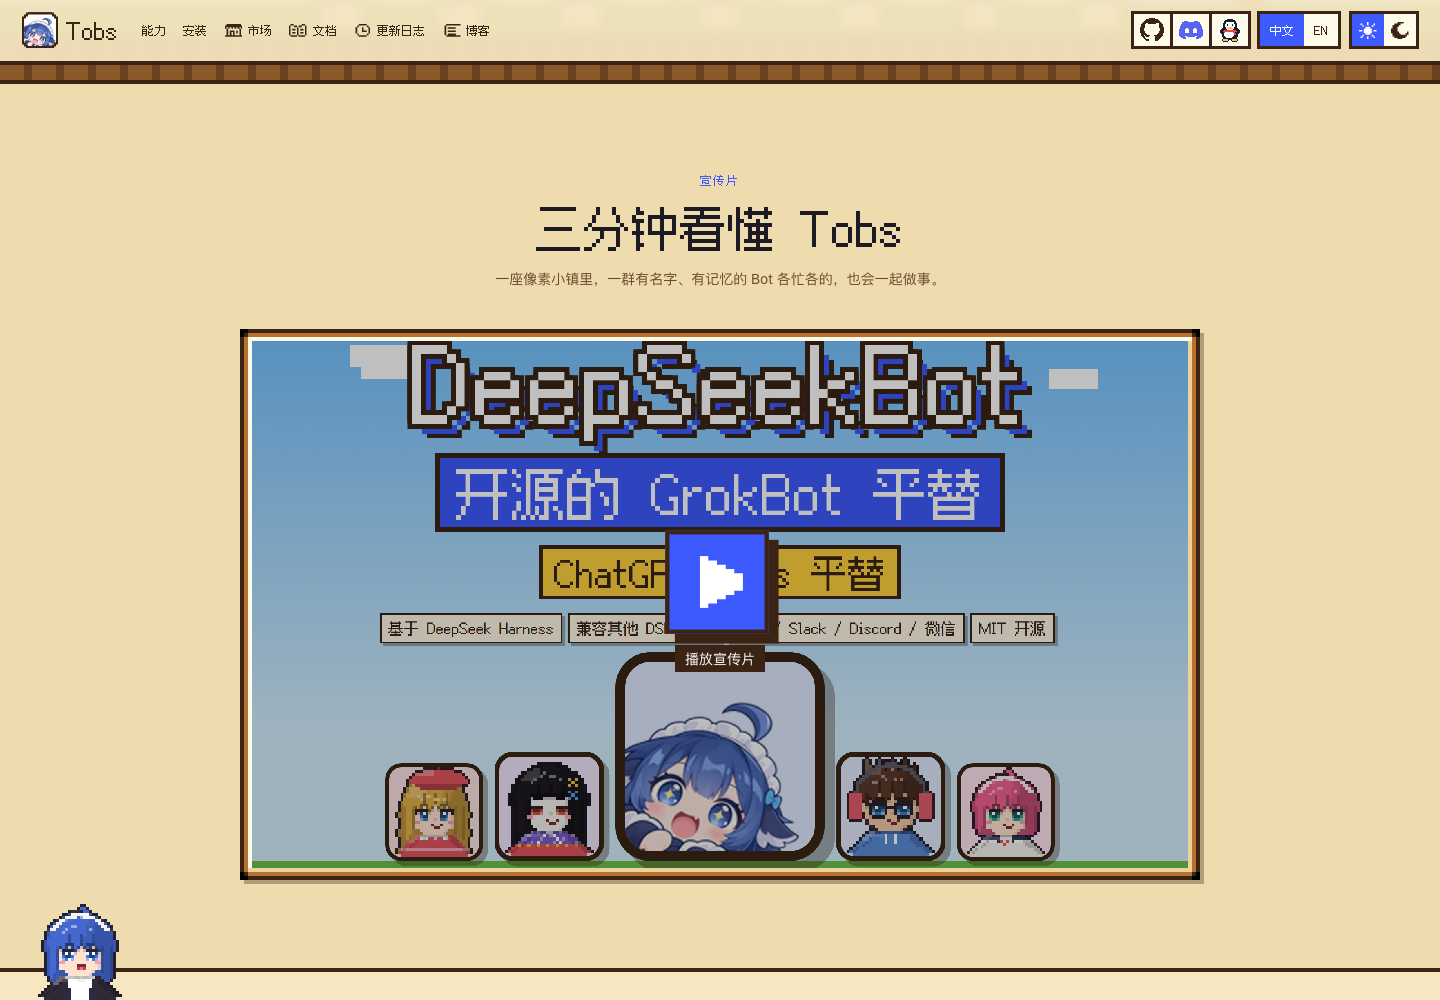 Tobs 能力 安装 市场 文档 更新日志 博客 中文 EN
宣传片
三分钟看懂 Tobs
一座像素小镇里，一群有名字、有记忆的 Bot 各忙各的，也会一起做事。
DeepSeekBot
开源的 GrokBot 平替
平替
基于 DeepSeek Harness
兼容其他
/ Slack / Discord / 微信
MIT 开源
播放宣传片